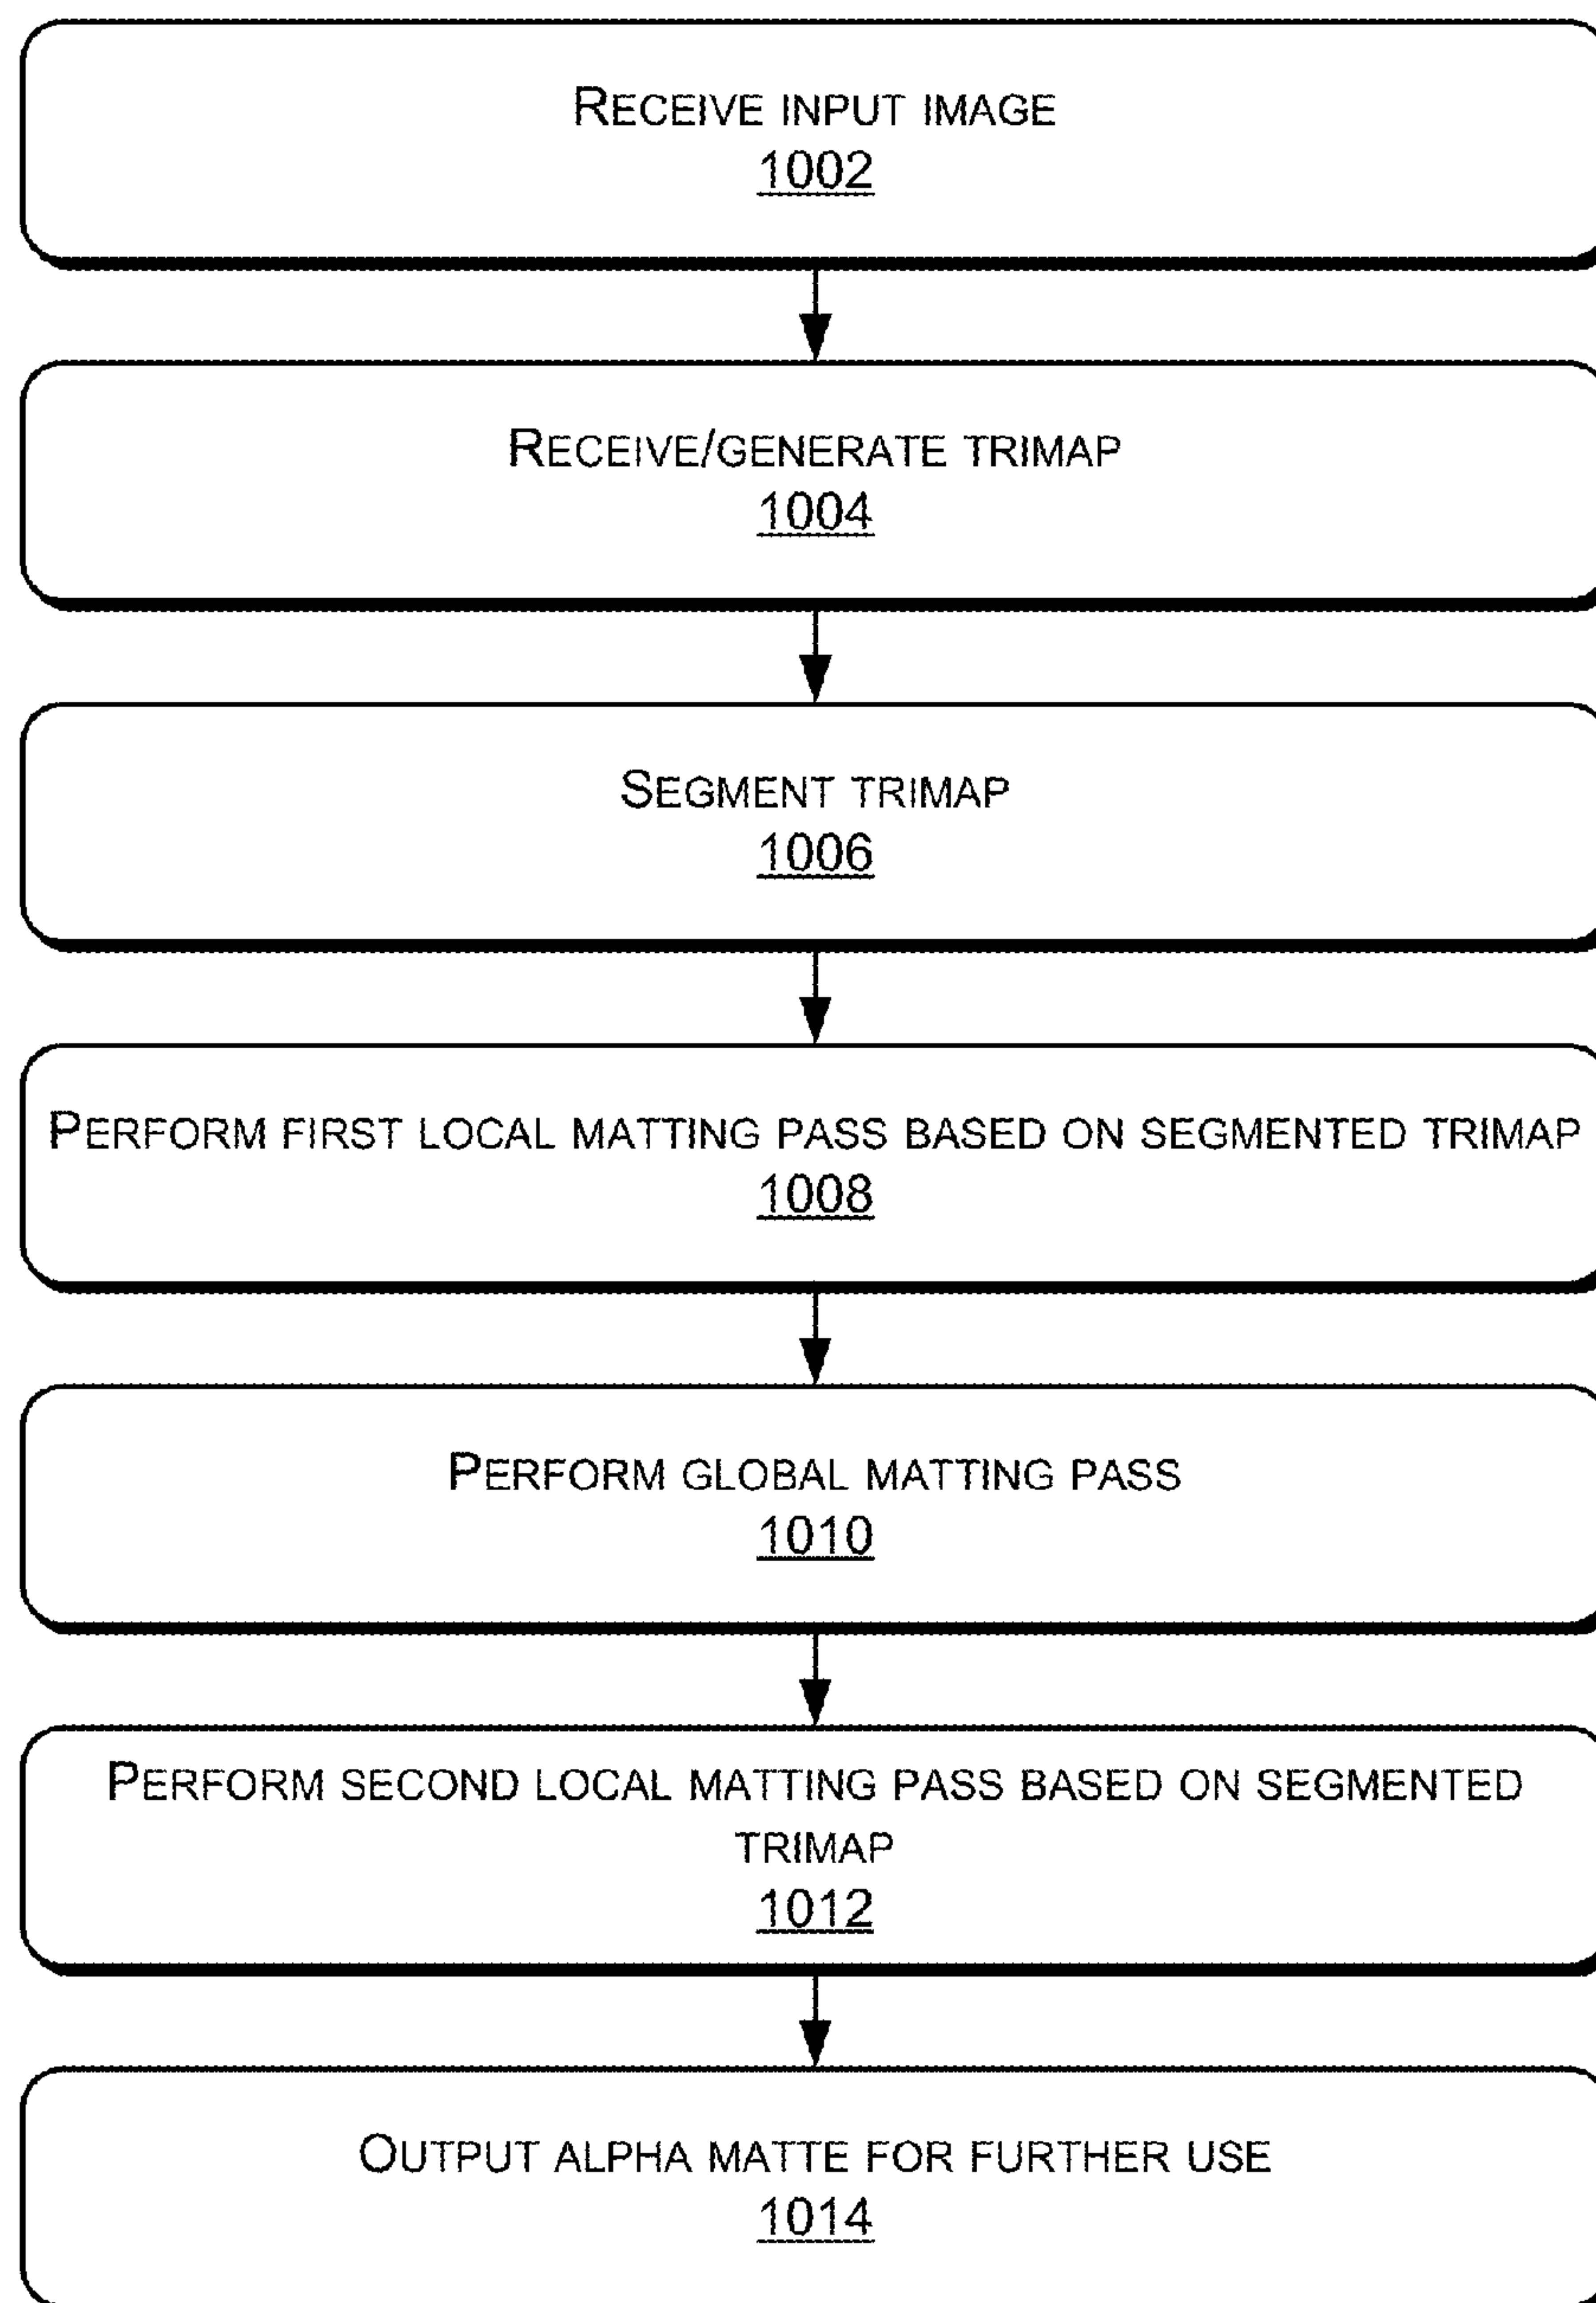 RECEIVE INPUT IMAGE
1002
RECEIVE/GENERATE TRIMAP
1004
SEGMENT TRIMAP
1006
PERFORM FIRST LOCAL MATTING PASS BASED ON SEGMENTED TRIMAP
1008
PERFORM GLOBAL MATTING PASS
1010
PERFORM SECOND LOCAL MATTING PASS BASED ON SEGMENTED
TRIMAP
1012
OUTPUT ALPHA MATTE FOR FURTHER USE
1014